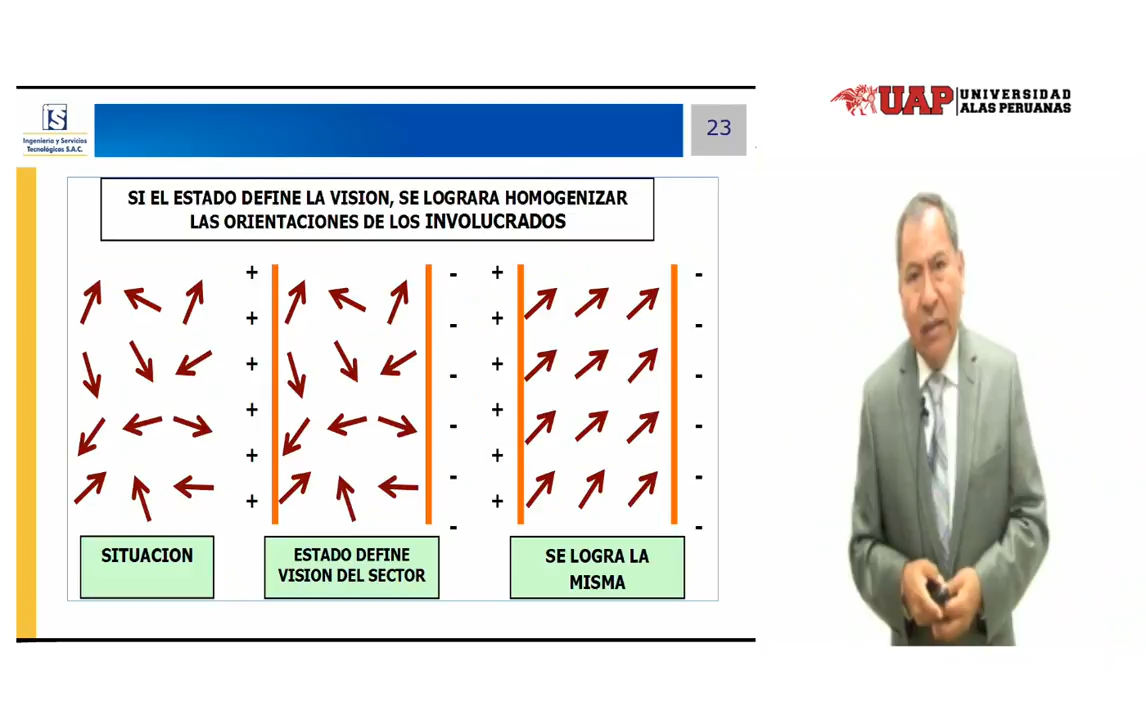 iS
Ingeniería y Servicios
Tecnológicos S.A.C.
23
UAP
UNIVERSIDAD
ALAS PERUANAS
SI EL ESTADO DEFINE LA VISION, SE LOGRARA HOMOGENIZAR
LAS ORIENTACIONES DE LOS INVOLUCRADOS
+ - + -
+ - + -
+ - + -
+ - + -
+ - + -
+ - + -
SITUACION
ESTADO DEFINE
VISION DEL SECTOR
SE LOGRA LA
MISMA